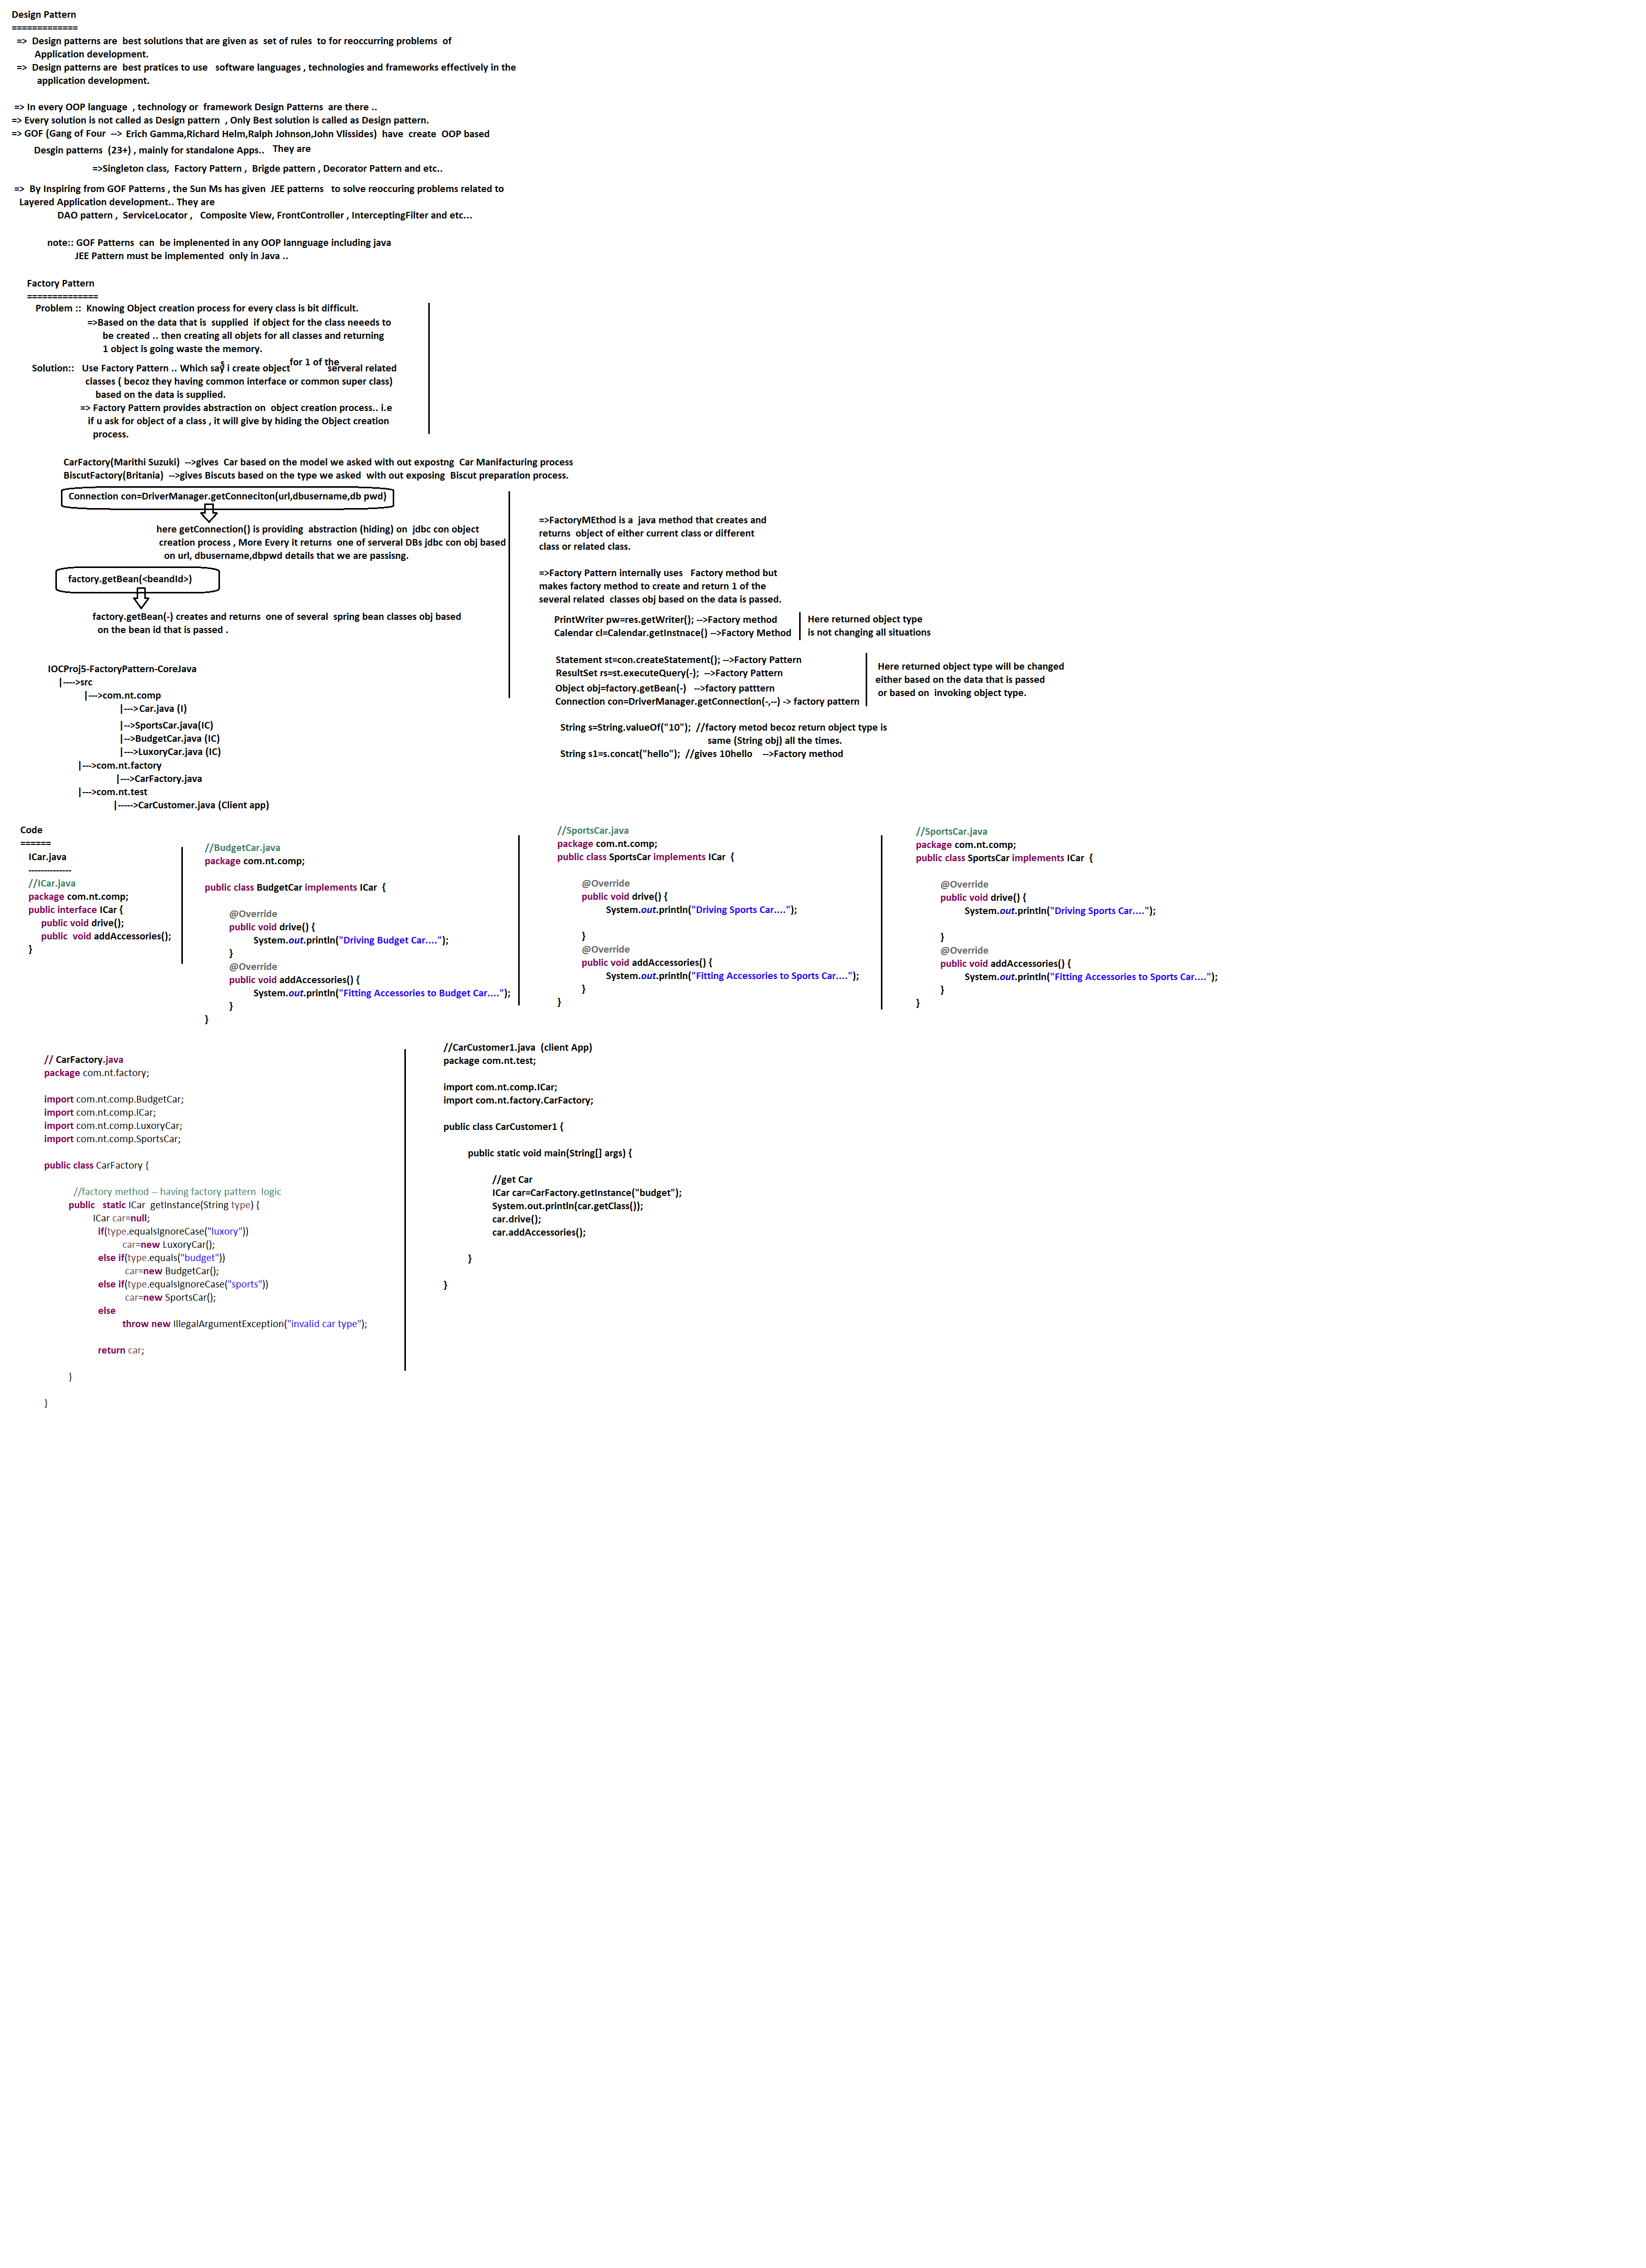 Design Pattern
=============
=> Design patterns are best solutions that are given as set of rules to for reoccurring problems of
Application development.
=> Design patterns are best pratices to use software languages , technologies and frameworks effectively in the
application development.
=> In every OOP language , technology or framework Design Patterns are there ..
=> Every solution is not called as Design pattern , Only Best solution is called as Design pattern.
=> GOF (Gang of Four --> Erich Gamma,Richard Helm,Ralph Johnson,John Vlissides) have create OOP based
Desgin patterns (23+) , mainly for standalone Apps.. They are
=>Singleton class, Factory Pattern , Brigde pattern , Decorator Pattern and etc..
=> By Inspiring from GOF Patterns , the Sun Ms has given JEE patterns to solve reoccuring problems related to
Layered Application development.. They are
DAO pattern , ServiceLocator , Composite View, FrontController , InterceptingFilter and etc...
note:: GOF Patterns can be implenented in any OOP lannguage including java
JEE Pattern must be implemented only in Java ..
Factory Pattern
==============
Problem :: Knowing Object creation process for every class is bit difficult.
=>Based on the data that is supplied if object for the class neeeds to
be created .. then creating all objets for all classes and returning
1 object is going waste the memory.
s for 1 of the
Solution:: Use Factory Pattern .. Which say i create object serveral related
classes ( becoz they having common interface or common super class)
based on the data is supplied.
=> Factory Pattern provides abstraction on object creation process.. i.e
if u ask for object of a class , it will give by hiding the Object creation
process.
CarFactory(Marithi Suzuki) -->gives Car based on the model we asked with out expostng Car Manifacturing process
BiscutFactory(Britania) -->gives Biscuts based on the type we asked with out exposing Biscut preparation process.
Connection con=DriverManager.getConneciton(url,dbusername,db pwd)
here getConnection() is providing abstraction (hiding) on jdbc con object
creation process , More Every it returns one of serveral DBs jdbc con obj based
on url, dbusername,dbpwd details that we are passisng.
factory.getBean(<beandId>)
factory.getBean(-) creates and returns one of several spring bean classes obj based
on the bean id that is passed .
=>FactoryMEthod is a java method that creates and
returns object of either current class or different
class or related class.
=>Factory Pattern internally uses Factory method but
makes factory method to create and return 1 of the
several related classes obj based on the data is passed.
PrintWriter pw=res.getWriter(); -->Factory method
Calendar cl=Calendar.getInstnace() -->Factory Method
Here returned object type
is not changing all situations
Statement st=con.createStatement(); -->Factory Pattern
ResultSet rs=st.executeQuery(-); -->Factory Pattern
Object obj=factory.getBean(-) -->factory patttern
Connection con=DriverManager.getConnection(-,--) -> factory pattern
Here returned object type will be changed
either based on the data that is passed
or based on invoking object type.
String s=String.valueOf("10"); //factory metod becoz return object type is
same (String obj) all the times.
String s1=s.concat("hello"); //gives 10hello -->Factory method
IOCProj5-FactoryPattern-CoreJava
|---->src
|--->com.nt.comp
|--->Car.java (I)
|-->SportsCar.java(IC)
|-->BudgetCar.java (IC)
|-->LuxoryCar.java (IC)
|--->com.nt.factory
|--->CarFactory.java
|--->com.nt.test
|----->CarCustomer.java (Client app)
Code
======
ICar.java
--------------
//ICar.java
package com.nt.comp;
public interface ICar {
public void drive();
public void addAccessories();
}
//BudgetCar.java
package com.nt.comp;
public class BudgetCar implements ICar {
@Override
public void drive() {
System.out.println("Driving Budget Car....");
}
@Override
public void addAccessories() {
System.out.println("Fitting Accessories to Budget Car....");
}
}
//SportsCar.java
package com.nt.comp;
public class SportsCar implements ICar {
@Override
public void drive() {
System.out.println("Driving Sports Car....");
}
@Override
public void addAccessories() {
System.out.println("Fitting Accessories to Sports Car....");
}
}
//SportsCar.java
package com.nt.comp;
public class SportsCar implements ICar {
@Override
public void drive() {
System.out.println("Driving Sports Car....");
}
@Override
public void addAccessories() {
System.out.println("Fitting Accessories to Sports Car....");
}
}
// CarFactory.java
package com.nt.factory;
import com.nt.comp.BudgetCar;
import com.nt.comp.ICar;
import com.nt.comp.LuxoryCar;
import com.nt.comp.SportsCar;
public class CarFactory {
//factory method -- having factory pattern logic
public static ICar getInstance(String type) {
ICar car=null;
if(type.equalsIgnoreCase("luxory"))
car=new LuxoryCar();
else if(type.equals("budget"))
car=new BudgetCar();
else if(type.equalsIgnoreCase("sports"))
car=new SportsCar();
else
throw new IllegalArgumentException("invalid car type");
return car;
}
}
//CarCustomer1.java (client App)
package com.nt.test;
import com.nt.comp.ICar;
import com.nt.factory.CarFactory;
public class CarCustomer1 {
public static void main(String[] args) {
//get Car
ICar car=CarFactory.getInstance("budget");
System.out.println(car.getClass());
car.drive();
car.addAccessories();
}
}